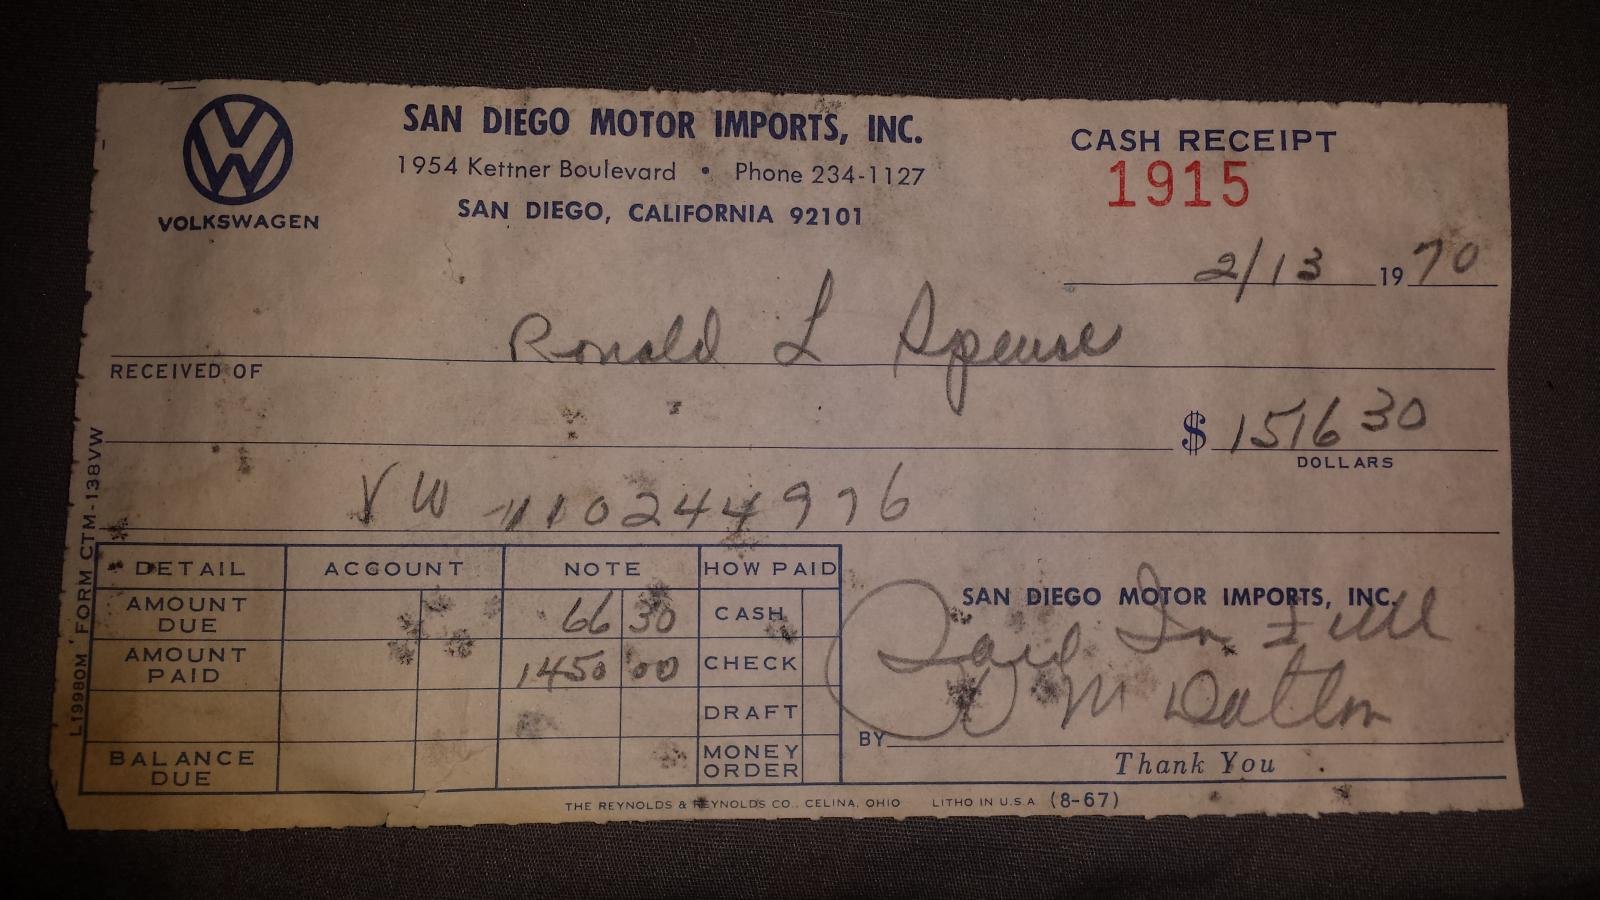 SAN DIEGO MOTOR IMPORTS, INC.
1954 Kettner Boulevard • Phone 234-1127
SAN DIEGO, CALIFORNIA 92101
VW
VOLKSWAGEN
CASH RECEIPT
1915
2/13 1970
RECEIVED OF Ronald L
$ 1516 30
DOLLARS
VW 110244976
DETAIL ACCOUNT NOTE HOW PAID
AMOUNT DUE 66 30 CASH
AMOUNT PAID 1450 00 CHECK
DRAFT
BALANCE DUE MONEY ORDER
SAN DIEGO MOTOR IMPORTS, INC.
Paid In Full
BY M Dalton
Thank You
THE REYNOLDS & REYNOLDS CO., CELINA, OHIO LITHO IN U.S.A (8-67)
L19980M FORM CTM-138VW